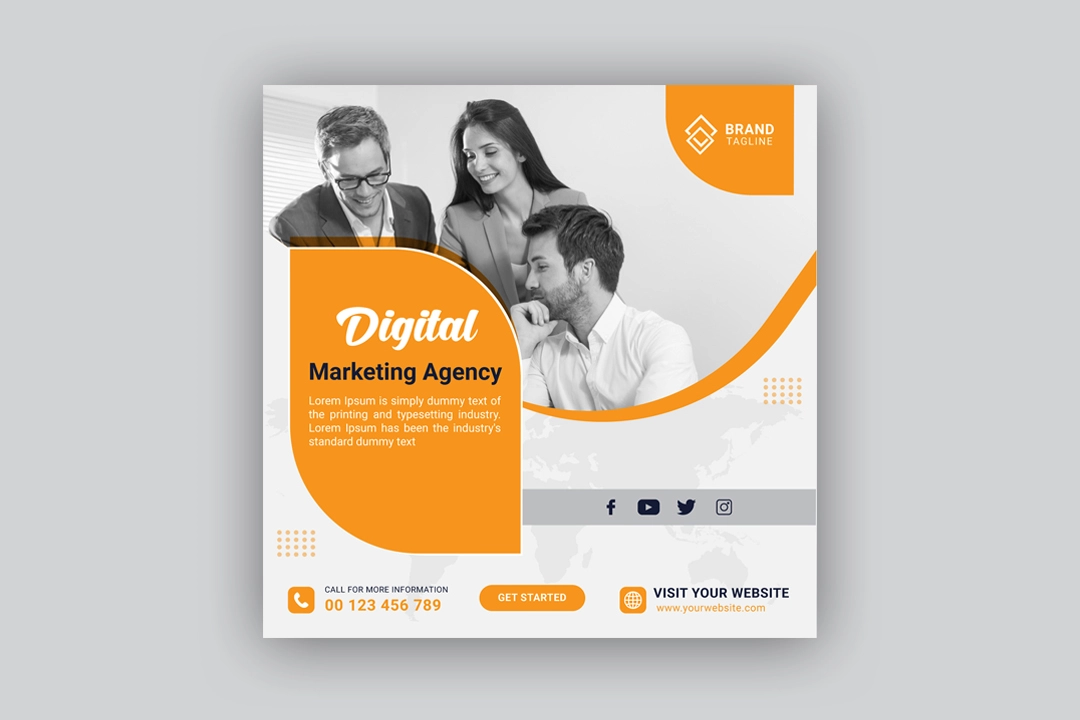 BRAND
TAGLINE
Digital
Marketing Agency
Lorem Ipsum is simply dummy text of
the printing and typesetting industry.
Lorem Ipsum has been the industry's
standard dummy text
CALL FOR MORE INFORMATION
00 123 456 789
GET STARTED
VISIT YOUR WEBSITE
www.yourwebsite.com